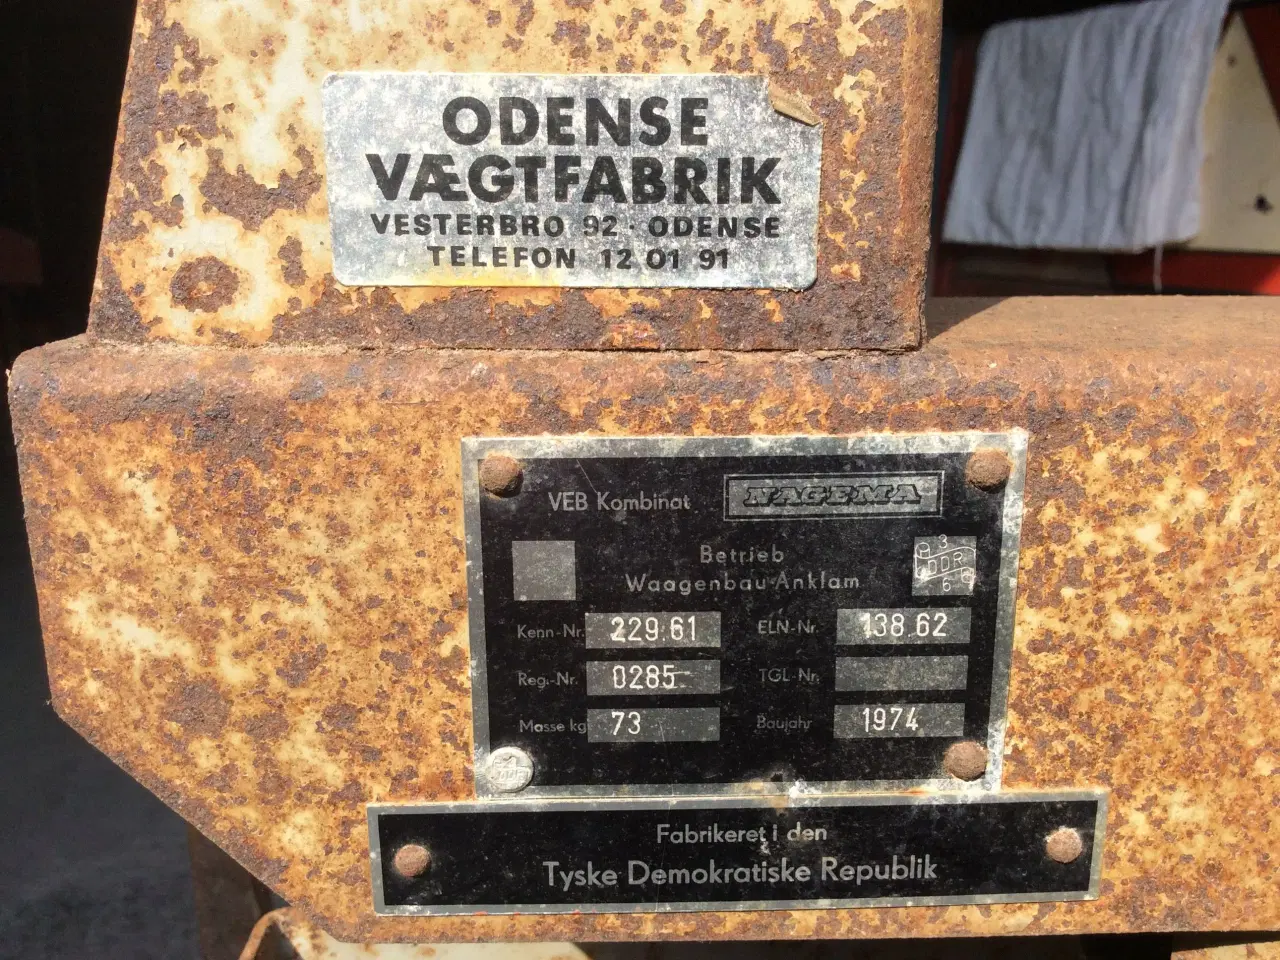 ODENSE
VÆGTFABRIK
VESTERBRO 92 · ODENSE
TELEFON 12 01 91
VEB Kombinat NAGEMA
Betrieb
Waagenbau Anklam
3
DDR
6
Kenn-Nr. 229.61 ELN-Nr. 138 62
Reg.-Nr. 0285 TGL-Nr.
Masse kg 73 Baujahr 1974
Fabrikeret i den
Tyske Demokratiske Republik